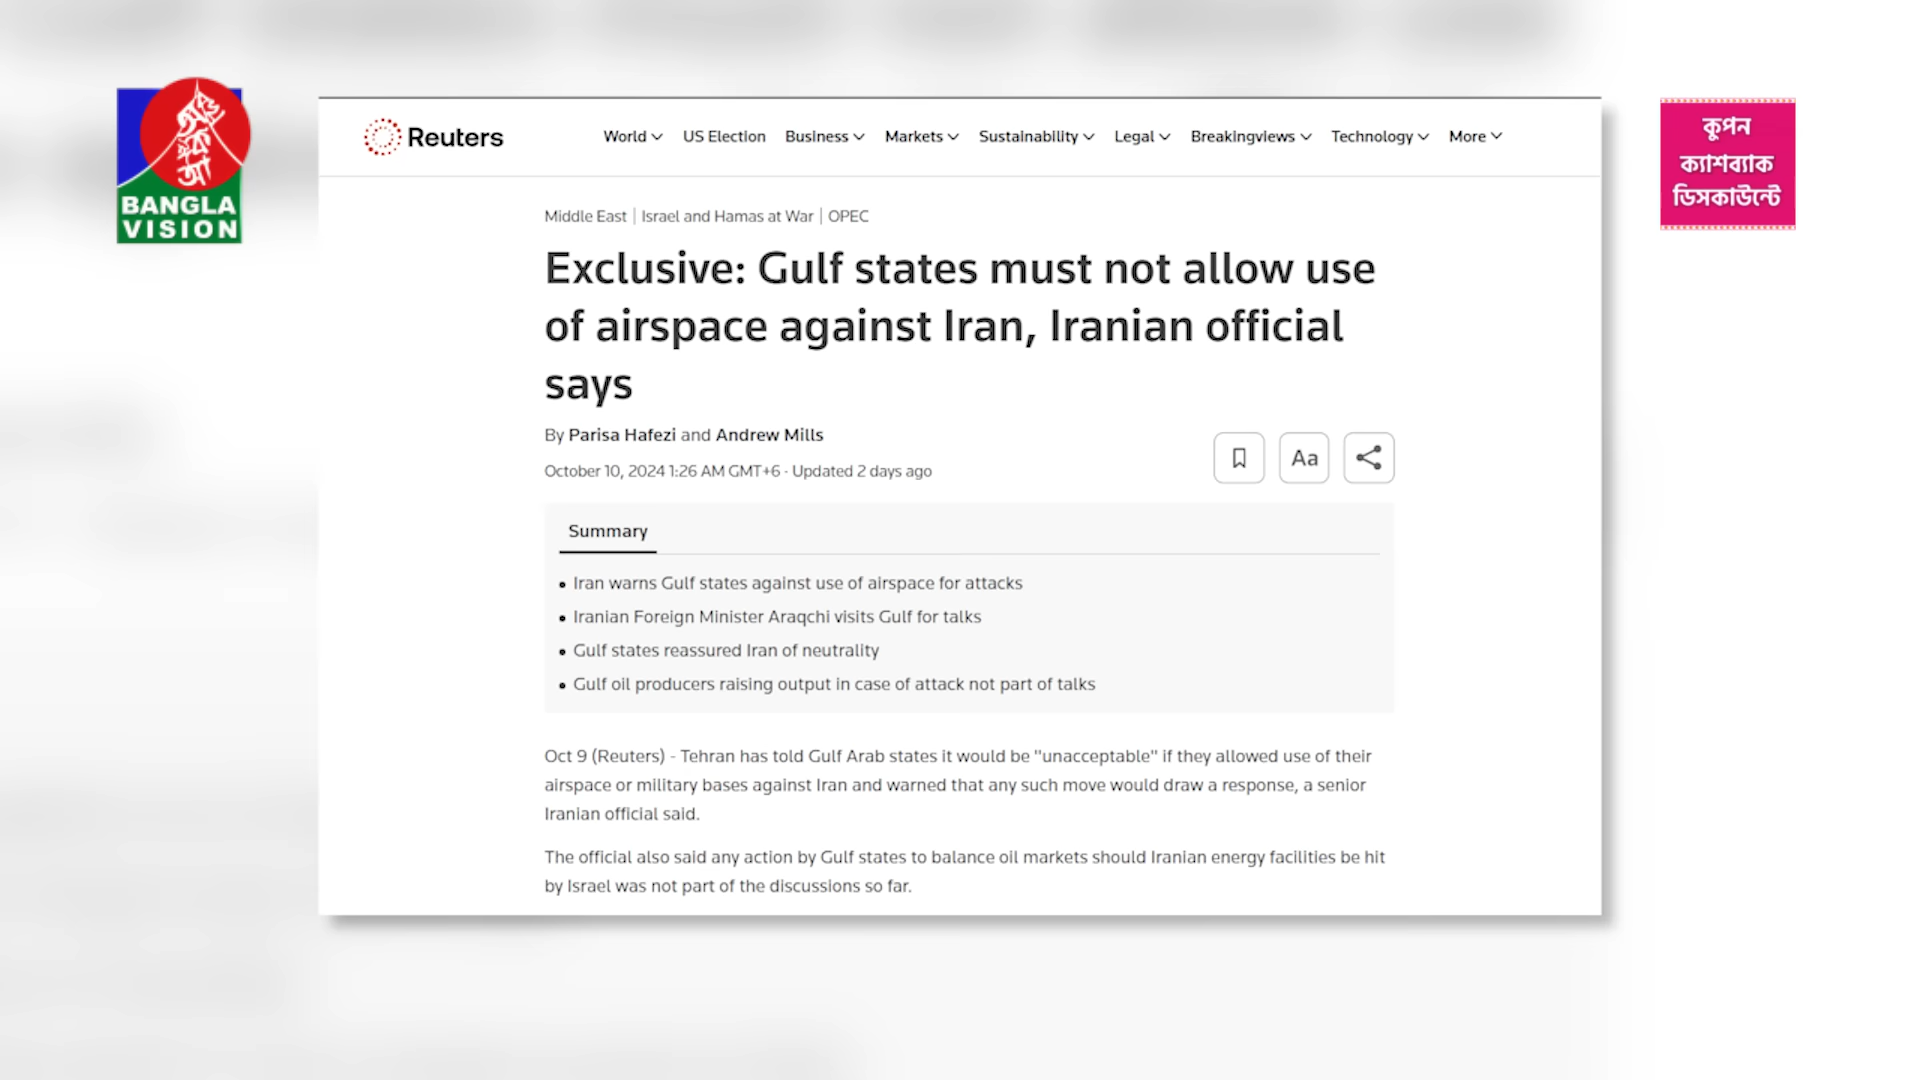 BANGLA
VISION
Reuters
World
US Election
Business
Markets
Sustainability
Legal
Breakingviews
Technology
More
কুপন
ক্যাশব্যাক
ডিসকাউন্টে
Middle East | Israel and Hamas at War | OPEC
Exclusive: Gulf states must not allow use
of airspace against Iran, Iranian official
says
By Parisa Hafezi and Andrew Mills
October 10, 2024 1:26 AM GMT+6 · Updated 2 days ago
Aa
Summary
• Iran warns Gulf states against use of airspace for attacks
• Iranian Foreign Minister Araqchi visits Gulf for talks
• Gulf states reassured Iran of neutrality
• Gulf oil producers raising output in case of attack not part of talks
Oct 9 (Reuters) - Tehran has told Gulf Arab states it would be "unacceptable" if they allowed use of their
airspace or military bases against Iran and warned that any such move would draw a response, a senior
Iranian official said.
The official also said any action by Gulf states to balance oil markets should Iranian energy facilities be hit
by Israel was not part of the discussions so far.